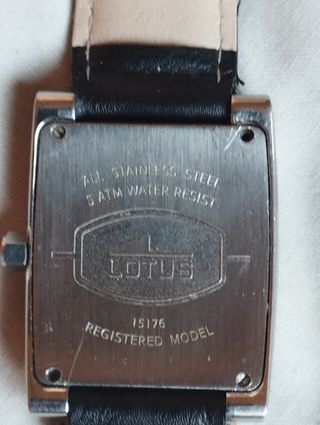 ALL STAINLESS STEEL
5 ATM WATER RESIST
LOTUS
15176
REGISTERED MODEL